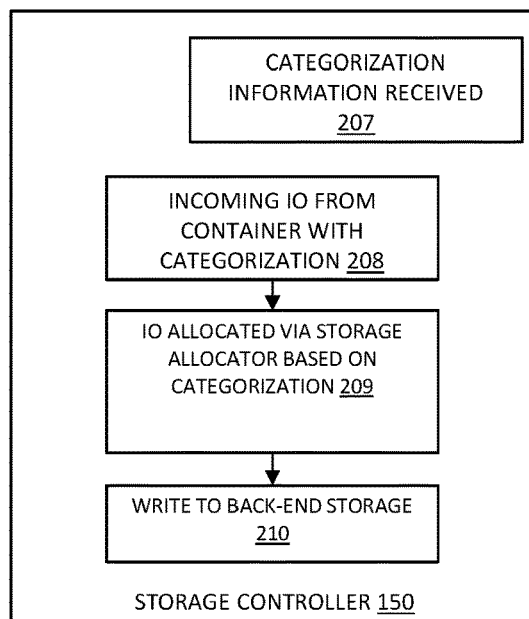 CATEGORIZATION
INFORMATION RECEIVED
207
INCOMING IO FROM
CONTAINER WITH
CATEGORIZATION 208
IO ALLOCATED VIA STORAGE
ALLOCATOR BASED ON
CATEGORIZATION 209
WRITE TO BACK-END STORAGE
210
STORAGE CONTROLLER 150